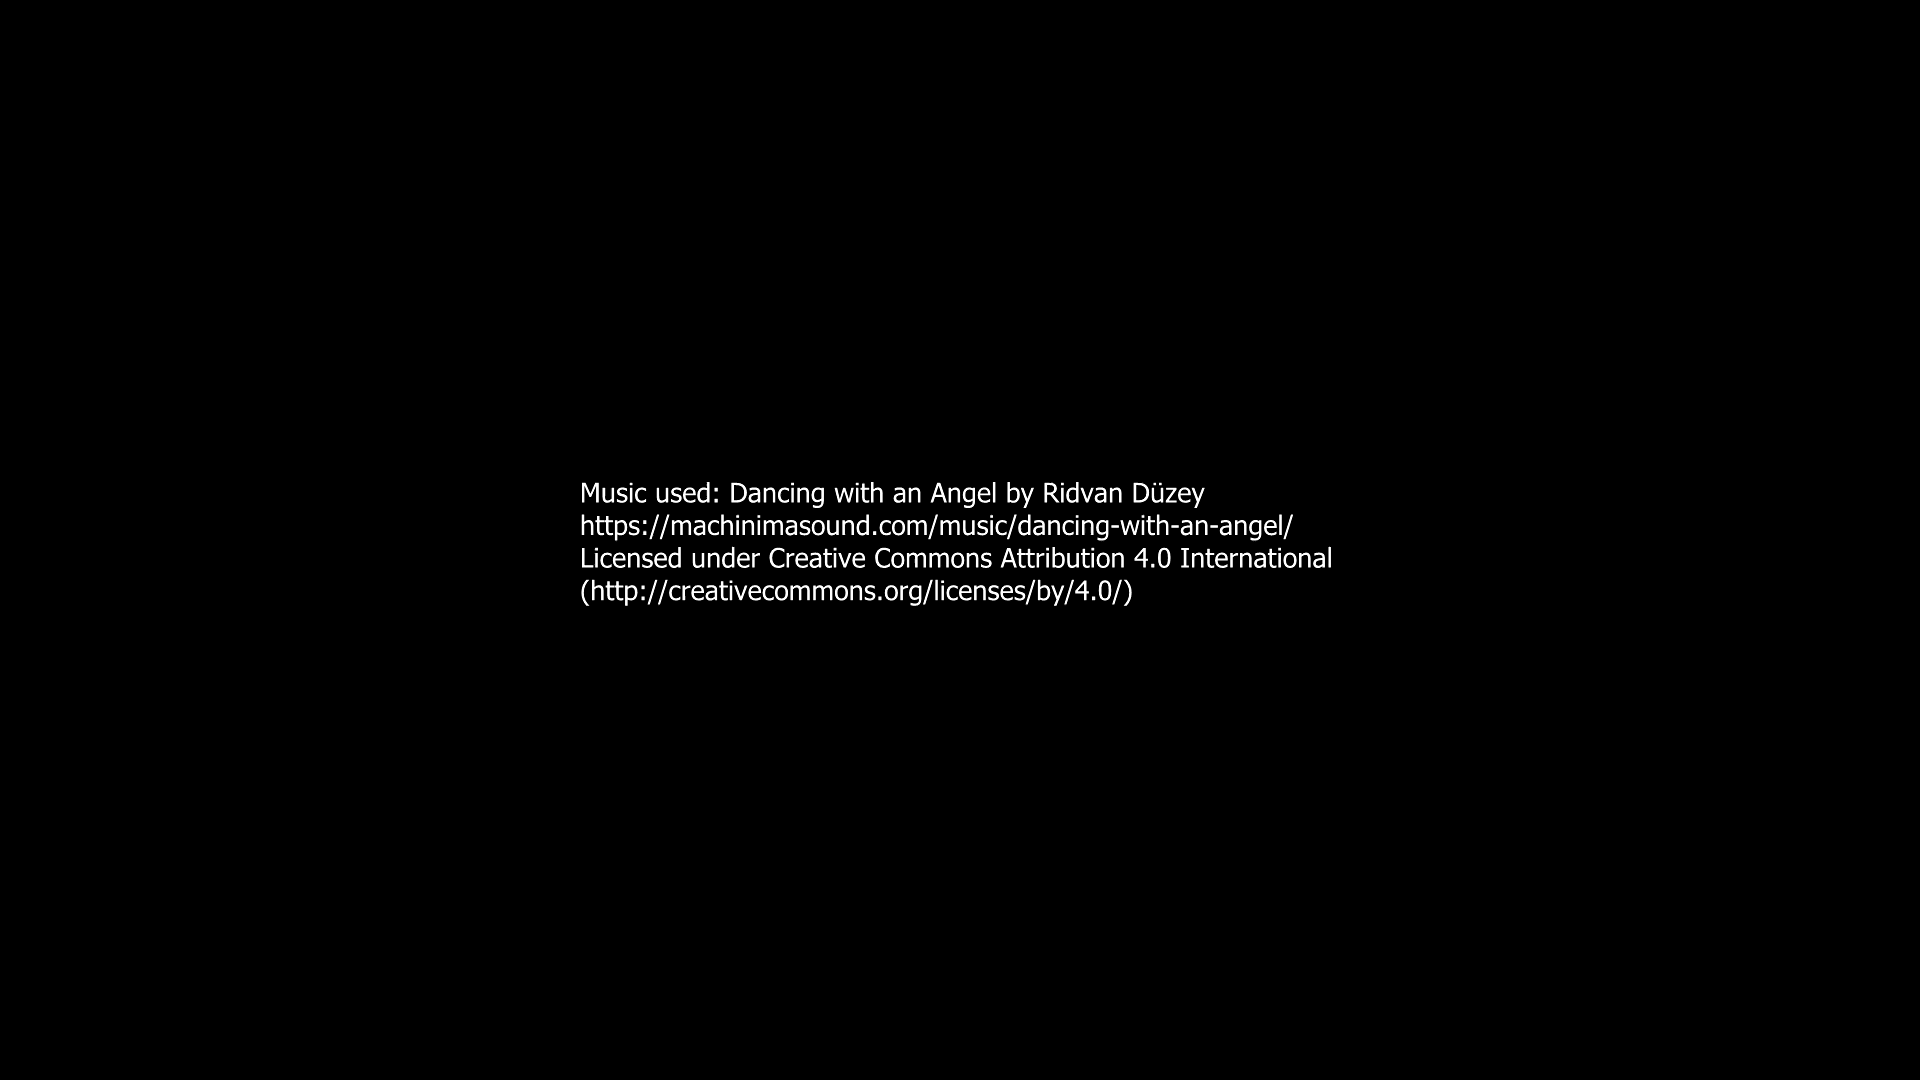 Music used: Dancing with an Angel by Ridvan Düzey
https://machinimasound.com/music/dancing-with-an-angel/
Licensed under Creative Commons Attribution 4.0 International
(http://creativecommons.org/licenses/by/4.0/)